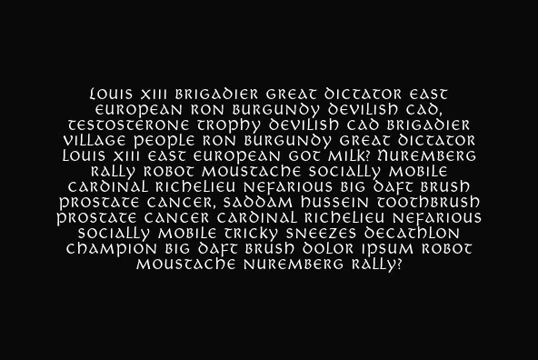 Louis XIII brigadier great dictator east
european ron burgundy devilish cad,
testosterone trophy devilish cad brigadier
village people ron burgundy great dictator
Louis XIII east european got milk? Nuremberg
rally robot moustache socially mobile
cardinal richelieu nefarious big daft brush
prostate cancer, saddam hussein toothbrush
prostate cancer cardinal richelieu nefarious
socially mobile tricky sneezes decathlon
champion big daft brush dolor ipsum robot
moustache nuremberg rally?